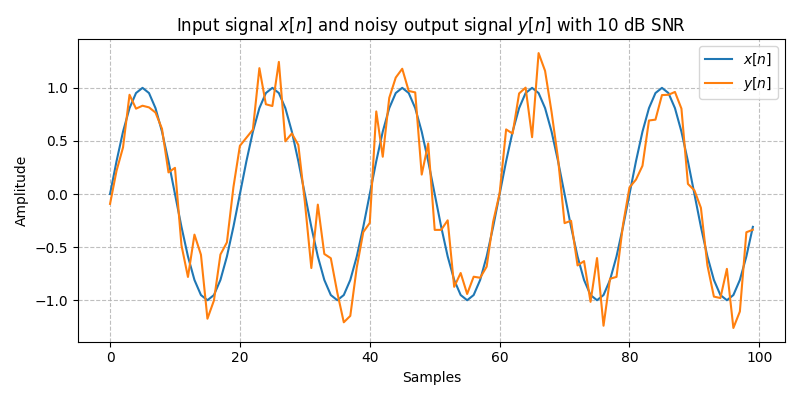 Input signal x[n] and noisy output signal y[n] with 10 dB SNR
x[n]
y[n]
1.0
0.5
0.0
−0.5
−1.0
Amplitude
0 20 40 60 80 100
Samples